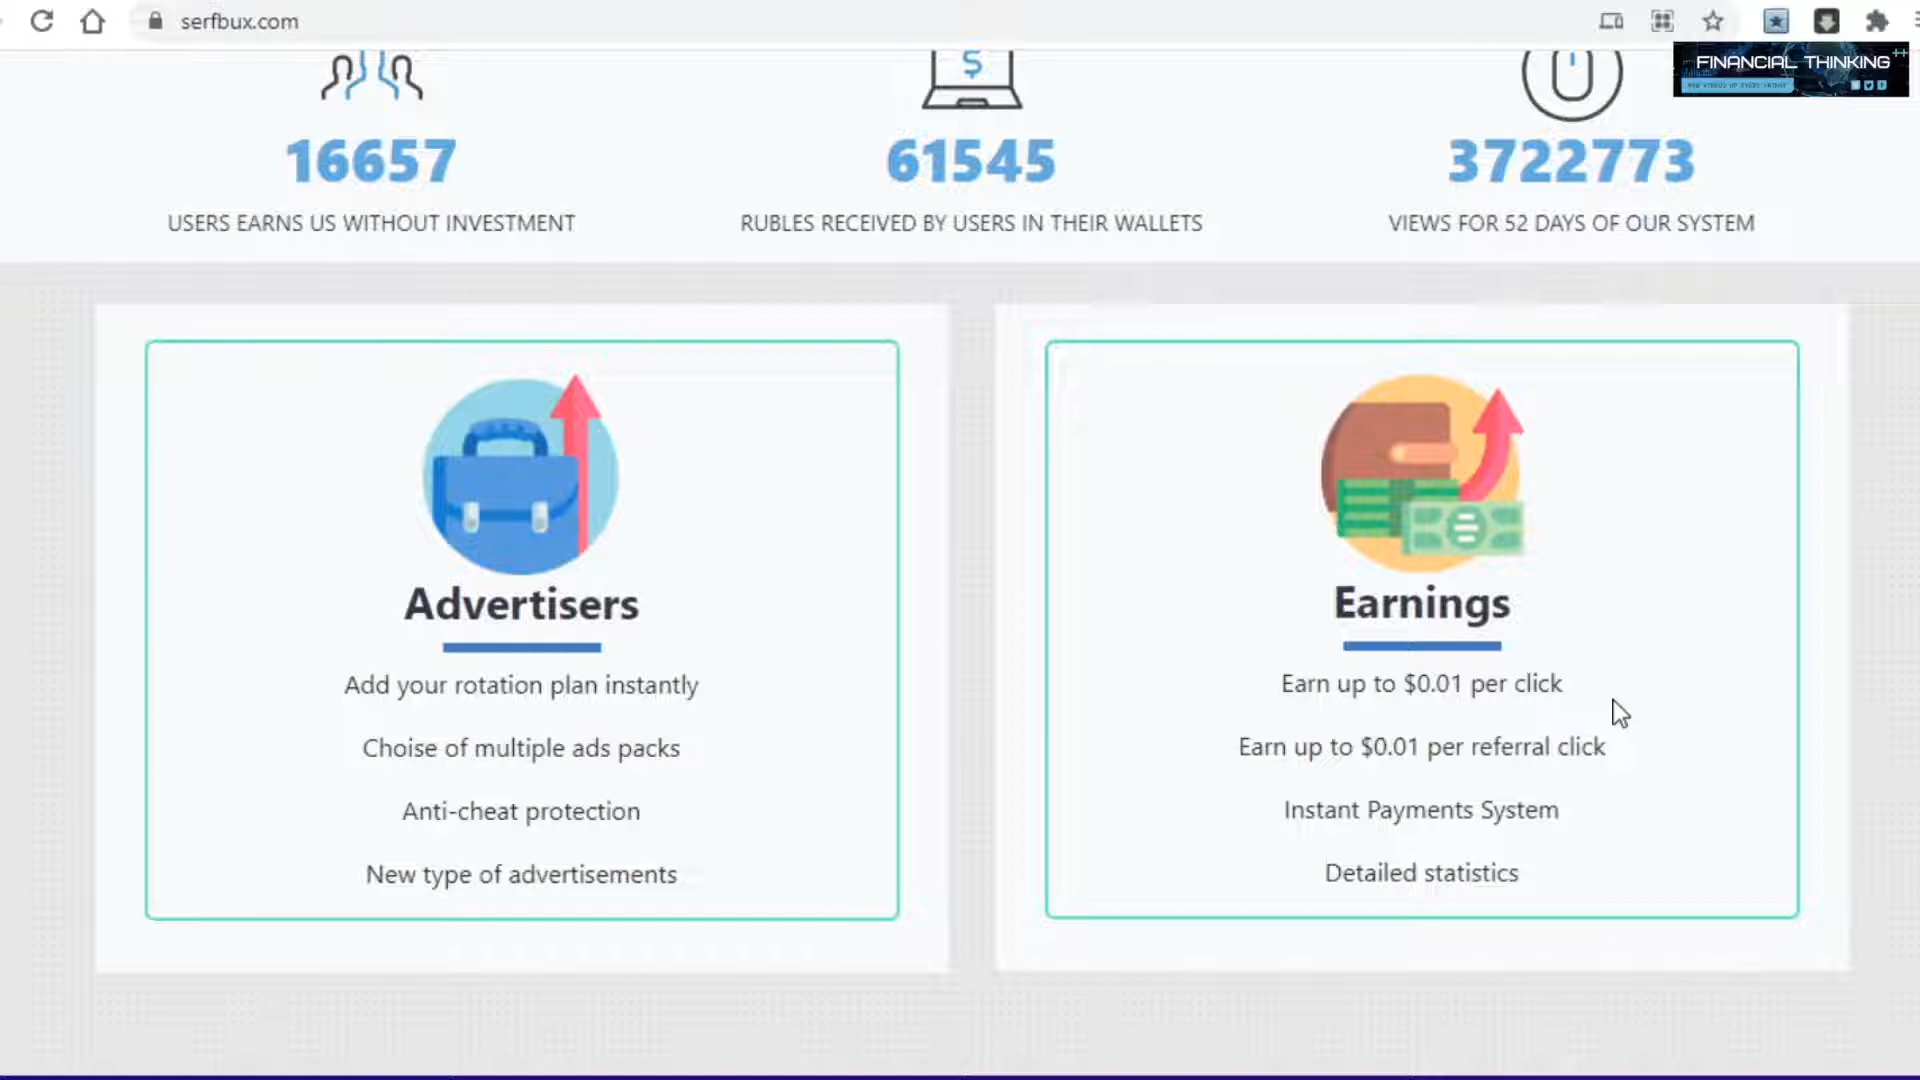 serfbux.com
FINANCIAL THINKING ++
16657
61545
3722773
USERS EARNS US WITHOUT INVESTMENT
RUBLES RECEIVED BY USERS IN THEIR WALLETS
VIEWS FOR 52 DAYS OF OUR SYSTEM
Advertisers
Add your rotation plan instantly
Choise of multiple ads packs
Anti-cheat protection
New type of advertisements
Earnings
Earn up to $0.01 per click
Earn up to $0.01 per referral click
Instant Payments System
Detailed statistics